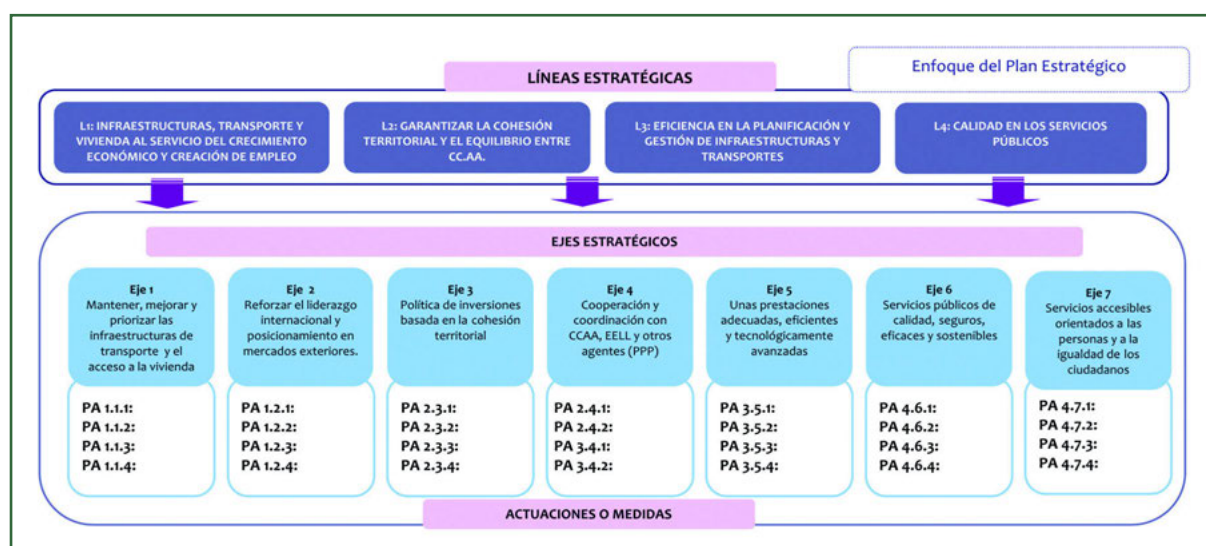 Enfoque del Plan Estratégico
LÍNEAS ESTRATÉGICAS
L1: INFRAESTRUCTURAS, TRANSPORTE Y
VIVIENDA AL SERVICIO DEL CRECIMIENTO
ECONÓMICO Y CREACIÓN DE EMPLEO
L2: GARANTIZAR LA COHESIÓN
TERRITORIAL Y EL EQUILIBRIO ENTRE
CC.AA.
L3: EFICIENCIA EN LA PLANIFICACIÓN Y
GESTIÓN DE INFRAESTRUCTURAS Y
TRANSPORTES
L4: CALIDAD EN LOS SERVICIOS
PÚBLICOS
EJES ESTRATÉGICOS
Eje 1
Mantener, mejorar y
priorizar las
infraestructuras de
transporte y el
acceso a la vivienda
PA 1.1.1:
PA 1.1.2:
PA 1.1.3:
PA 1.1.4:
Eje 2
Reforzar el liderazgo
internacional y
posicionamiento en
mercados exteriores.
PA 1.2.1:
PA 1.2.2:
PA 1.2.3:
PA 1.2.4:
Eje 3
Política de inversiones
basada en la cohesión
territorial
PA 2.3.1:
PA 2.3.2:
PA 2.3.3:
PA 2.3.4:
Eje 4
Cooperación y
coordinación con
CCAA, EELL y otros
agentes (PPP)
PA 2.4.1:
PA 2.4.2:
PA 3.4.1:
PA 3.4.2:
Eje 5
Unas prestaciones
adecuadas, eficientes
y tecnológicamente
avanzadas
PA 3.5.1:
PA 3.5.2:
PA 3.5.3:
PA 3.5.4:
Eje 6
Servicios públicos de
calidad, seguros,
eficaces y sostenibles
PA 4.6.1:
PA 4.6.2:
PA 4.6.3:
PA 4.6.4:
Eje 7
Servicios accesibles
orientados a las
personas y a la
igualdad de los
ciudadanos
PA 4.7.1:
PA 4.7.2:
PA 4.7.3:
PA 4.7.4:
ACTUACIONES O MEDIDAS